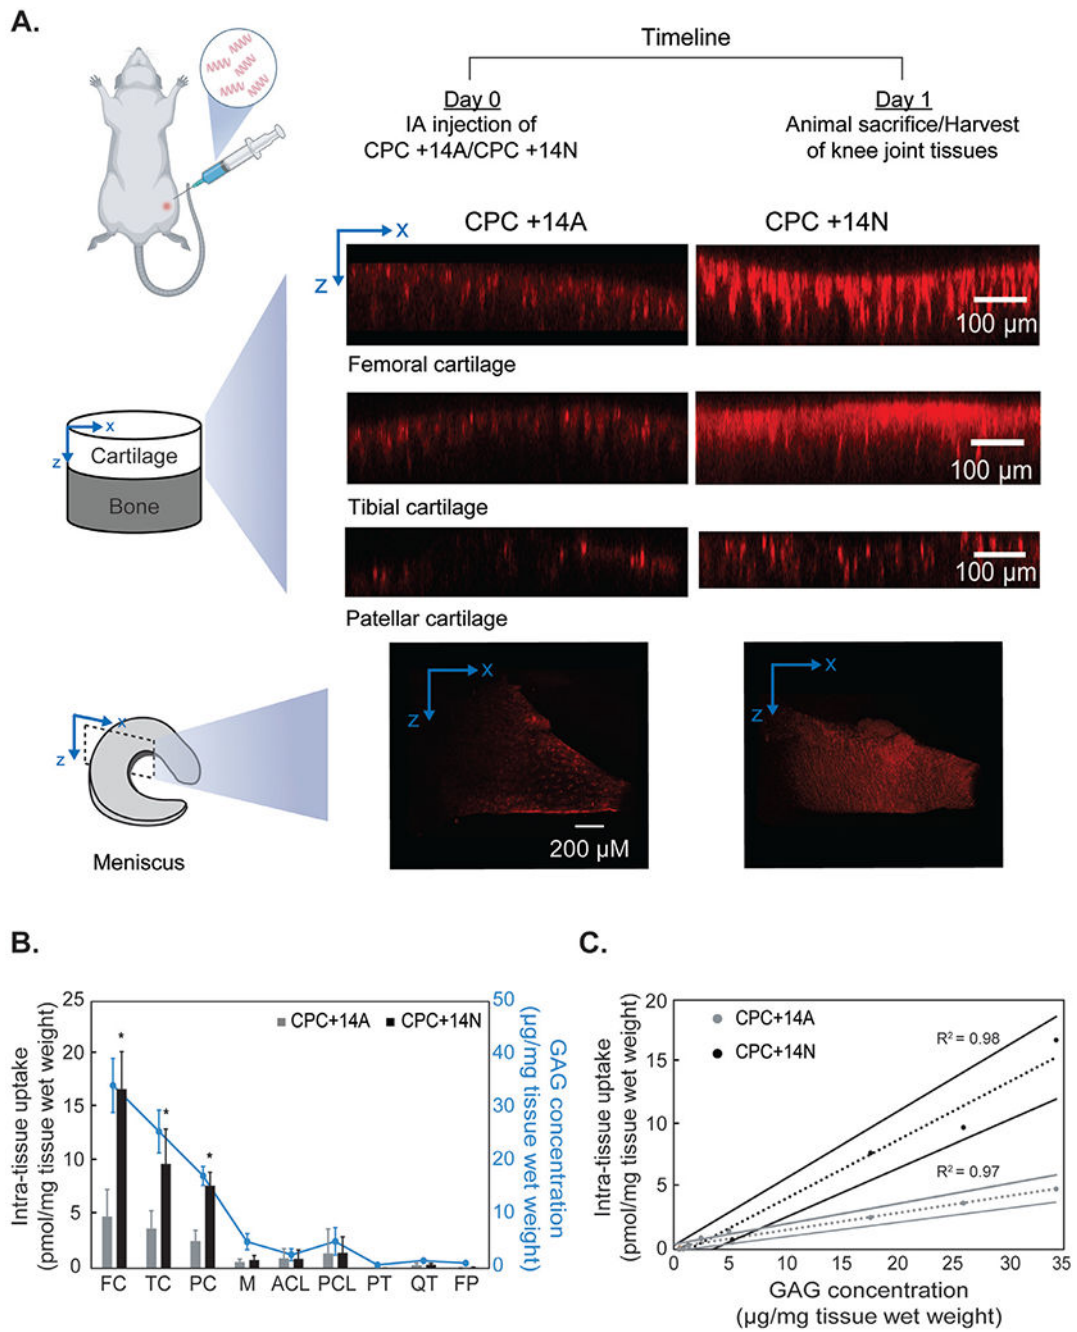 A.
Timeline
Day 0
IA injection of
CPC +14A/CPC +14N
Day 1
Animal sacrifice/Harvest
of knee joint tissues
CPC +14A
CPC +14N
x
z
100 µm
Femoral cartilage
x
z
Cartilage
Bone
100 µm
Tibial cartilage
100 µm
Patellar cartilage
x
z
x
z
x
z
200 µM
Meniscus
B.
Intra-tissue uptake
(pmol/mg tissue wet weight)
25
20
15
10
5
0
CPC+14A
CPC+14N
*
*
*
50
40
30
20
10
0
GAG concentration
(µg/mg tissue wet weight)
FC TC PC M ACL PCL PT QT FP
C.
Intra-tissue uptake
(pmol/mg tissue wet weight)
20
15
10
5
0
CPC+14A
CPC+14N
R² = 0.98
R² = 0.97
0 5 10 15 20 25 30 35
GAG concentration
(µg/mg tissue wet weight)